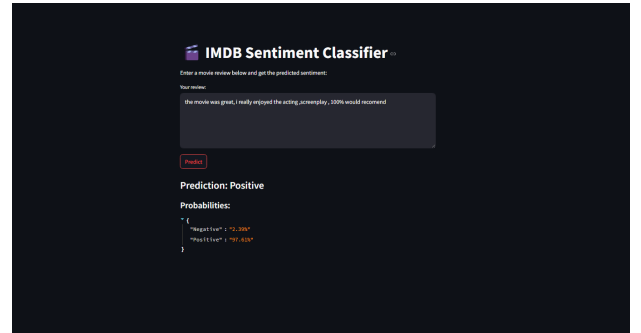 IMDB Sentiment Classifier
Enter a movie review below and get the predicted sentiment:
Your review:
the movie was great, i really enjoyed the acting ,screenplay , 100% would recomend
Predict
Prediction: Positive
Probabilities:
{
"Negative" : "2.39%"
"Positive" : "97.61%"
}